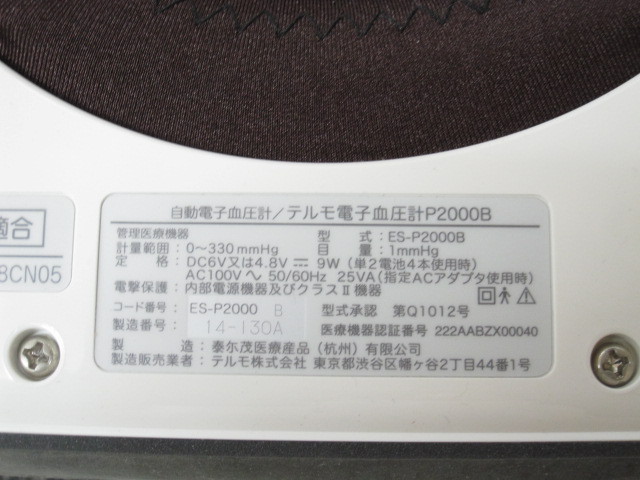 適合
8CN05
自動電子血圧計／テルモ電子血圧計P2000B
管理医療機器 型 式：ES-P2000B
計量範囲：0～330mmHg 目 量：1mmHg
定 格：DC6V又は4.8V ⎓ 9W（単2電池4本使用時）
AC100V ～ 50/60Hz 25VA（指定ACアダプタ使用時）
電撃保護：内部電源機器及びクラスⅡ機器
コード番号： ES-P2000 B 型式承認 第Q1012号
製造番号： 14-130A 医療機器認証番号 222AABZX00040
製 造：泰尔茂医療産品（杭州）有限公司
製造販売業者：テルモ株式会社 東京都渋谷区幡ヶ谷2丁目44番1号